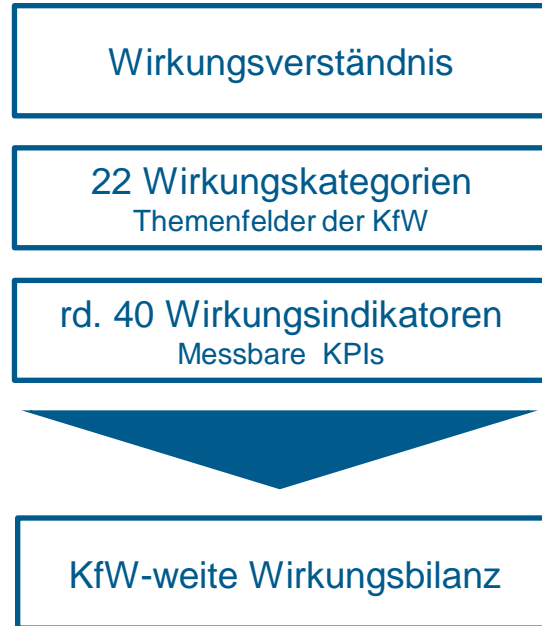 Wirkungsverständnis
22 Wirkungskategorien
Themenfelder der KfW
rd. 40 Wirkungsindikatoren
Messbare KPIs
KfW-weite Wirkungsbilanz